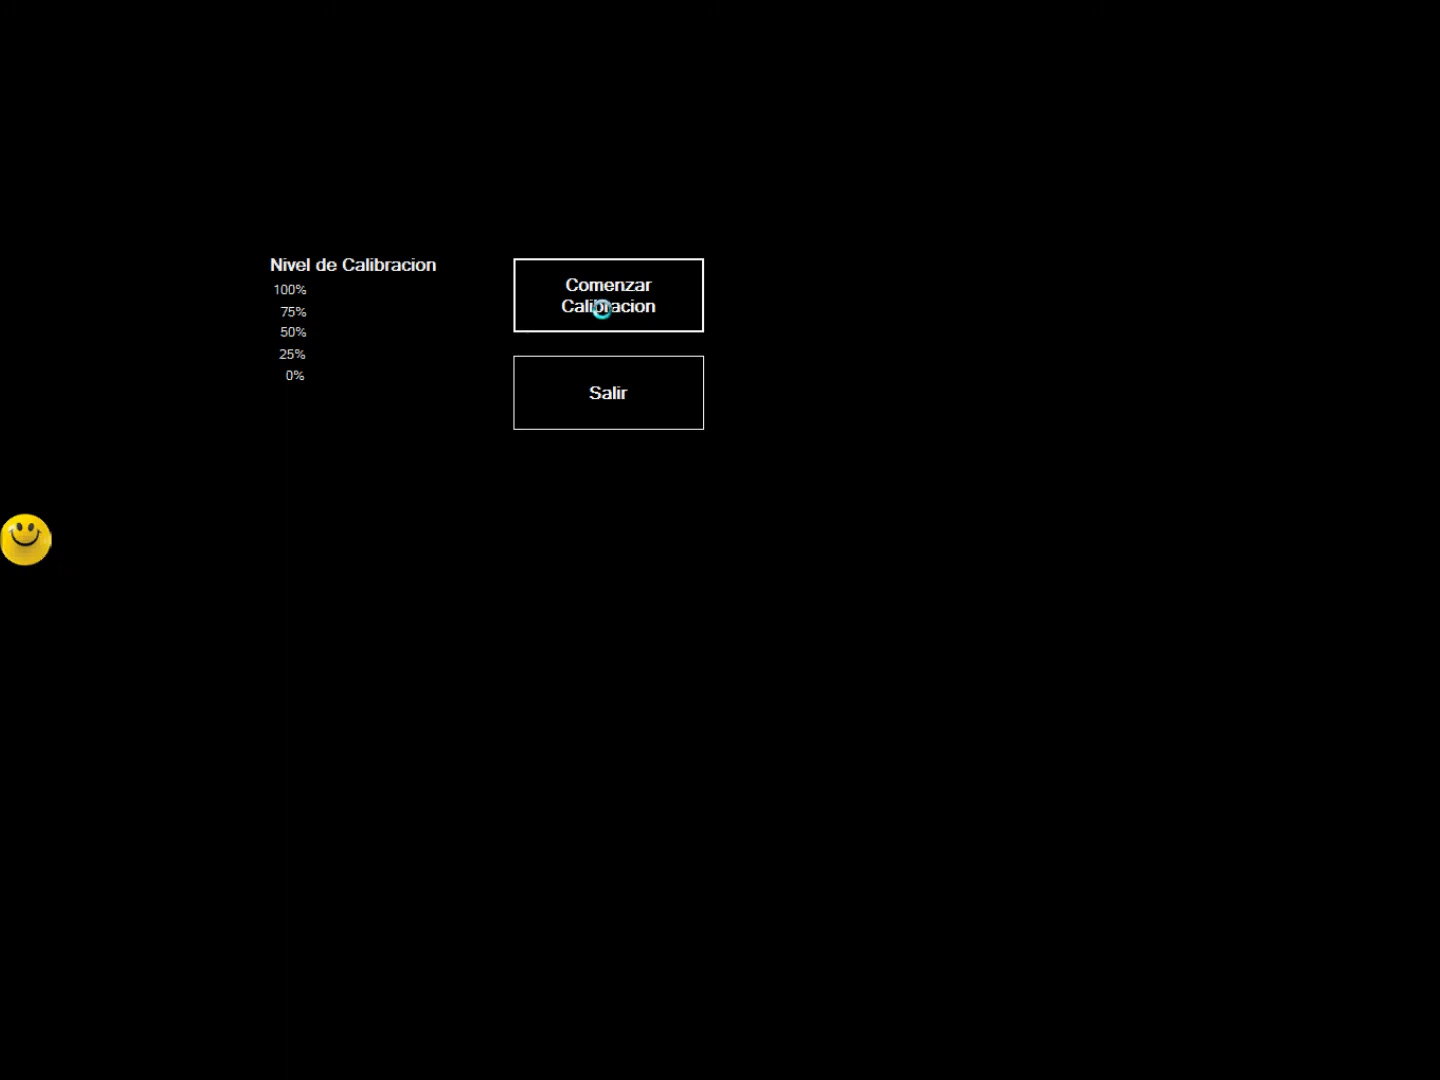 Nivel de Calibracion
100%
75%
50%
25%
0%
Comenzar
Calibracion
Salir